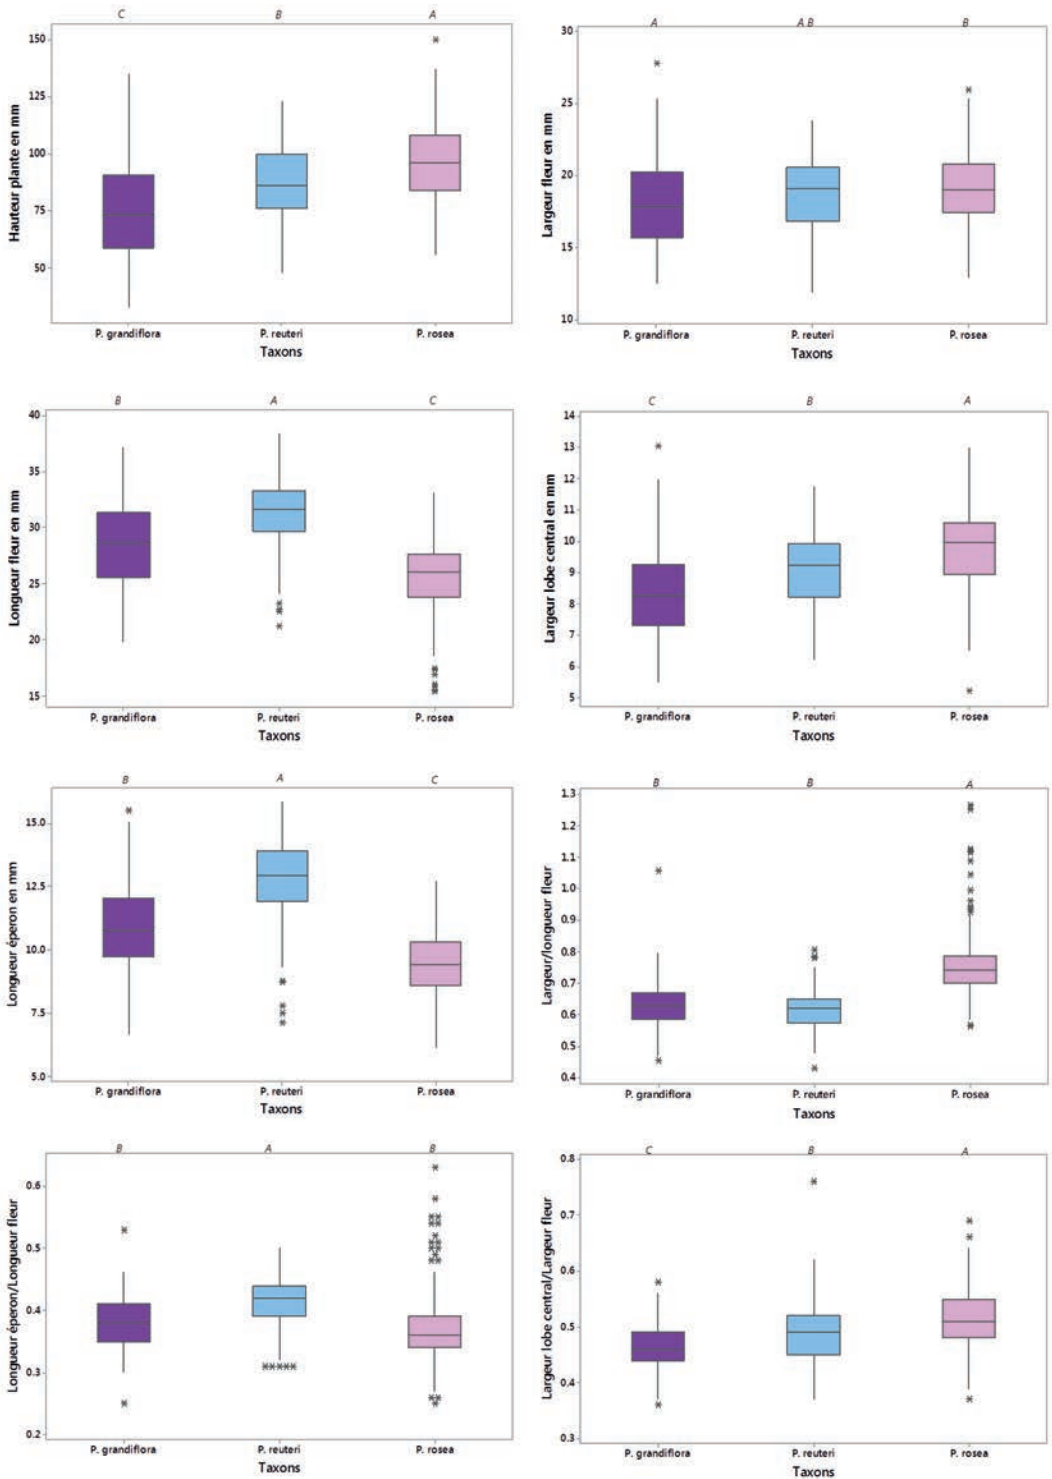 C B A
Hauteur plante en mm
150
125
100
75
50
P. grandiflora P. reuteri P. rosea
Taxons
A A B B
Largeur fleur en mm
30
25
20
15
10
P. grandiflora P. reuteri P. rosea
Taxons
B A C
Longueur fleur en mm
40
35
30
25
20
15
P. grandiflora P. reuteri P. rosea
Taxons
C B A
Largeur lobe central en mm
14
13
12
11
10
9
8
7
6
5
P. grandiflora P. reuteri P. rosea
Taxons
B A C
Longueur éperon en mm
15.0
12.5
10.0
7.5
5.0
P. grandiflora P. reuteri P. rosea
Taxons
B B A
Largeur/longueur fleur
1.3
1.2
1.1
1.0
0.9
0.8
0.7
0.6
0.5
0.4
P. grandiflora P. reuteri P. rosea
Taxons
B A B
Longueur éperon/Longueur fleur
0.6
0.5
0.4
0.3
0.2
P. grandiflora P. reuteri P. rosea
Taxons
C B A
Largeur lobe central/Largeur fleur
0.8
0.7
0.6
0.5
0.4
0.3
P. grandiflora P. reuteri P. rosea
Taxons